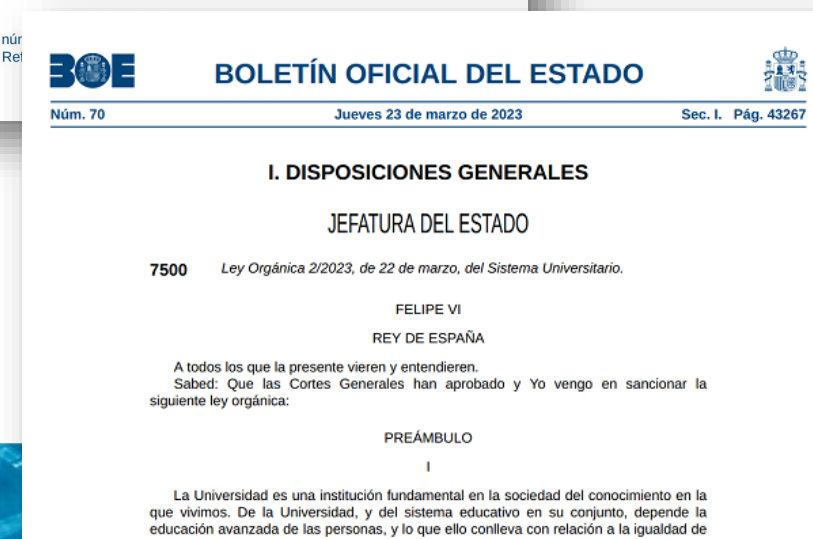 BOE
BOLETÍN OFICIAL DEL ESTADO
Núm. 70
Jueves 23 de marzo de 2023
Sec. I. Pág. 43267
I. DISPOSICIONES GENERALES
JEFATURA DEL ESTADO
7500 Ley Orgánica 2/2023, de 22 de marzo, del Sistema Universitario.
FELIPE VI
REY DE ESPAÑA
A todos los que la presente vieren y entendieren.
Sabed: Que las Cortes Generales han aprobado y Yo vengo en sancionar la
siguiente ley orgánica:
PREÁMBULO
I
La Universidad es una institución fundamental en la sociedad del conocimiento en la
que vivimos. De la Universidad, y del sistema educativo en su conjunto, depende la
educación avanzada de las personas, y lo que ello conlleva con relación a la igualdad de